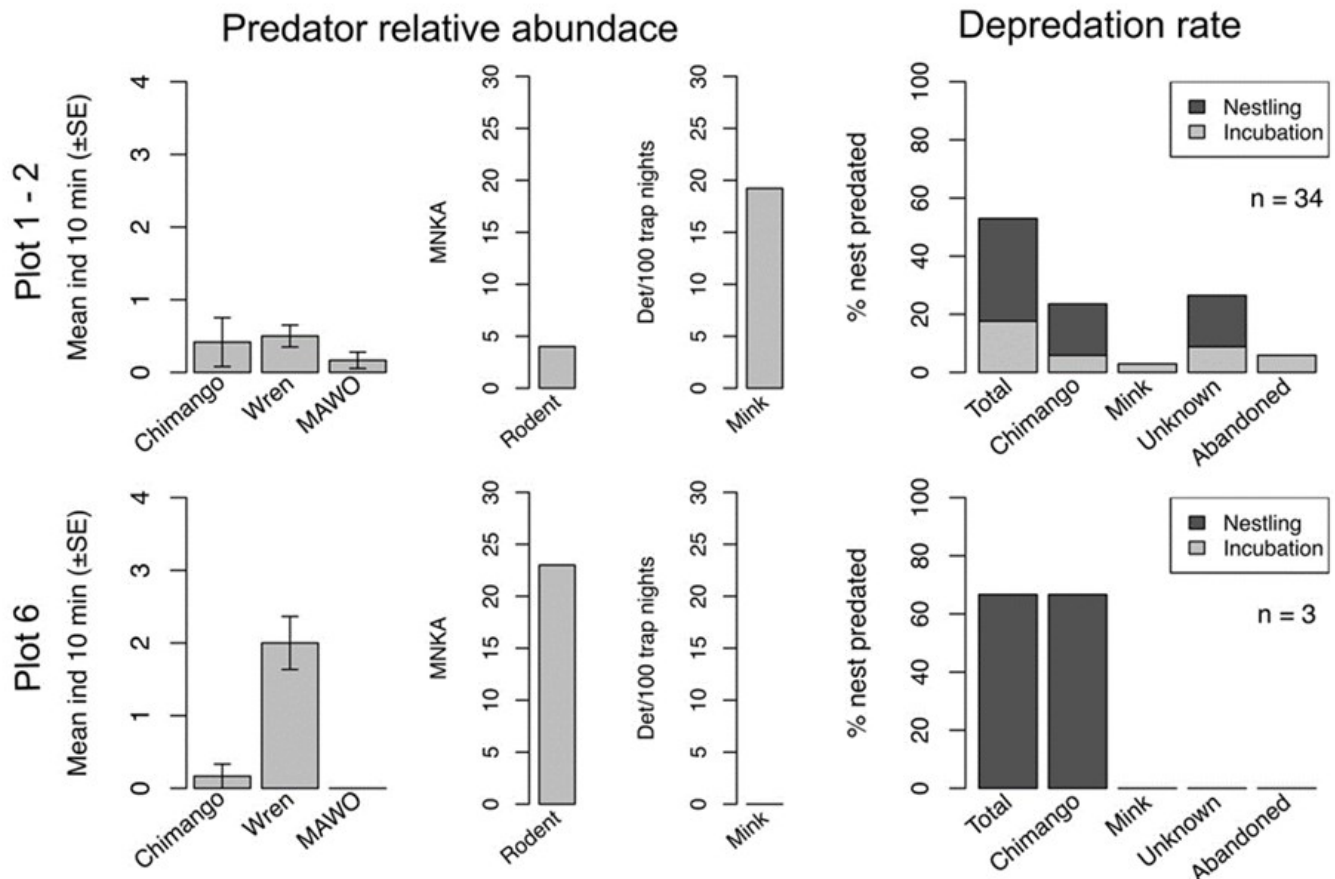 Predator relative abundace
Depredation rate
Plot 1 - 2
Mean ind 10 min (±SE)
0
1
2
3
4
Chimango
Wren
MAWO
MNKA
0
5
10
15
20
25
30
Rodent
Det/100 trap nights
0
5
10
15
20
25
30
Mink
% nest predated
0
20
40
60
80
100
Nestling
Incubation
n = 34
Total
Chimango
Mink
Unknown
Abandoned
Plot 6
Mean ind 10 min (±SE)
0
1
2
3
4
Chimango
Wren
MAWO
MNKA
0
5
10
15
20
25
30
Rodent
Det/100 trap nights
0
5
10
15
20
25
30
Mink
% nest predated
0
20
40
60
80
100
Nestling
Incubation
n = 3
Total
Chimango
Mink
Unknown
Abandoned